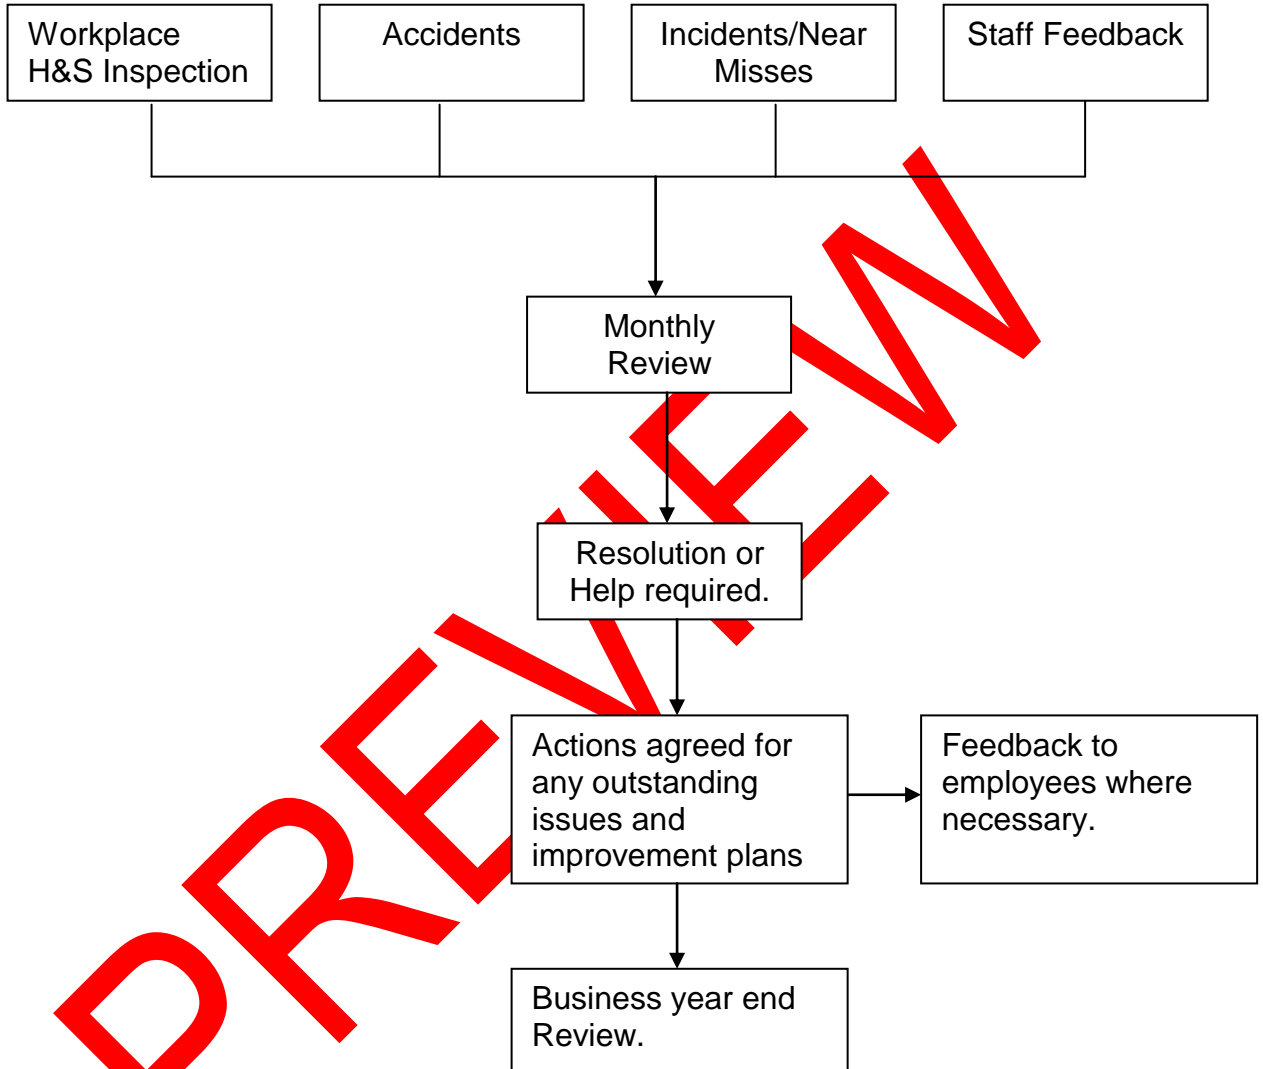 Workplace
H&S Inspection
Accidents
Incidents/Near
Misses
Staff Feedback
Monthly
Review
Resolution or
Help required.
Actions agreed for
any outstanding
issues and
improvement plans
Feedback to
employees where
necessary.
Business year end
Review.
PREVIEW